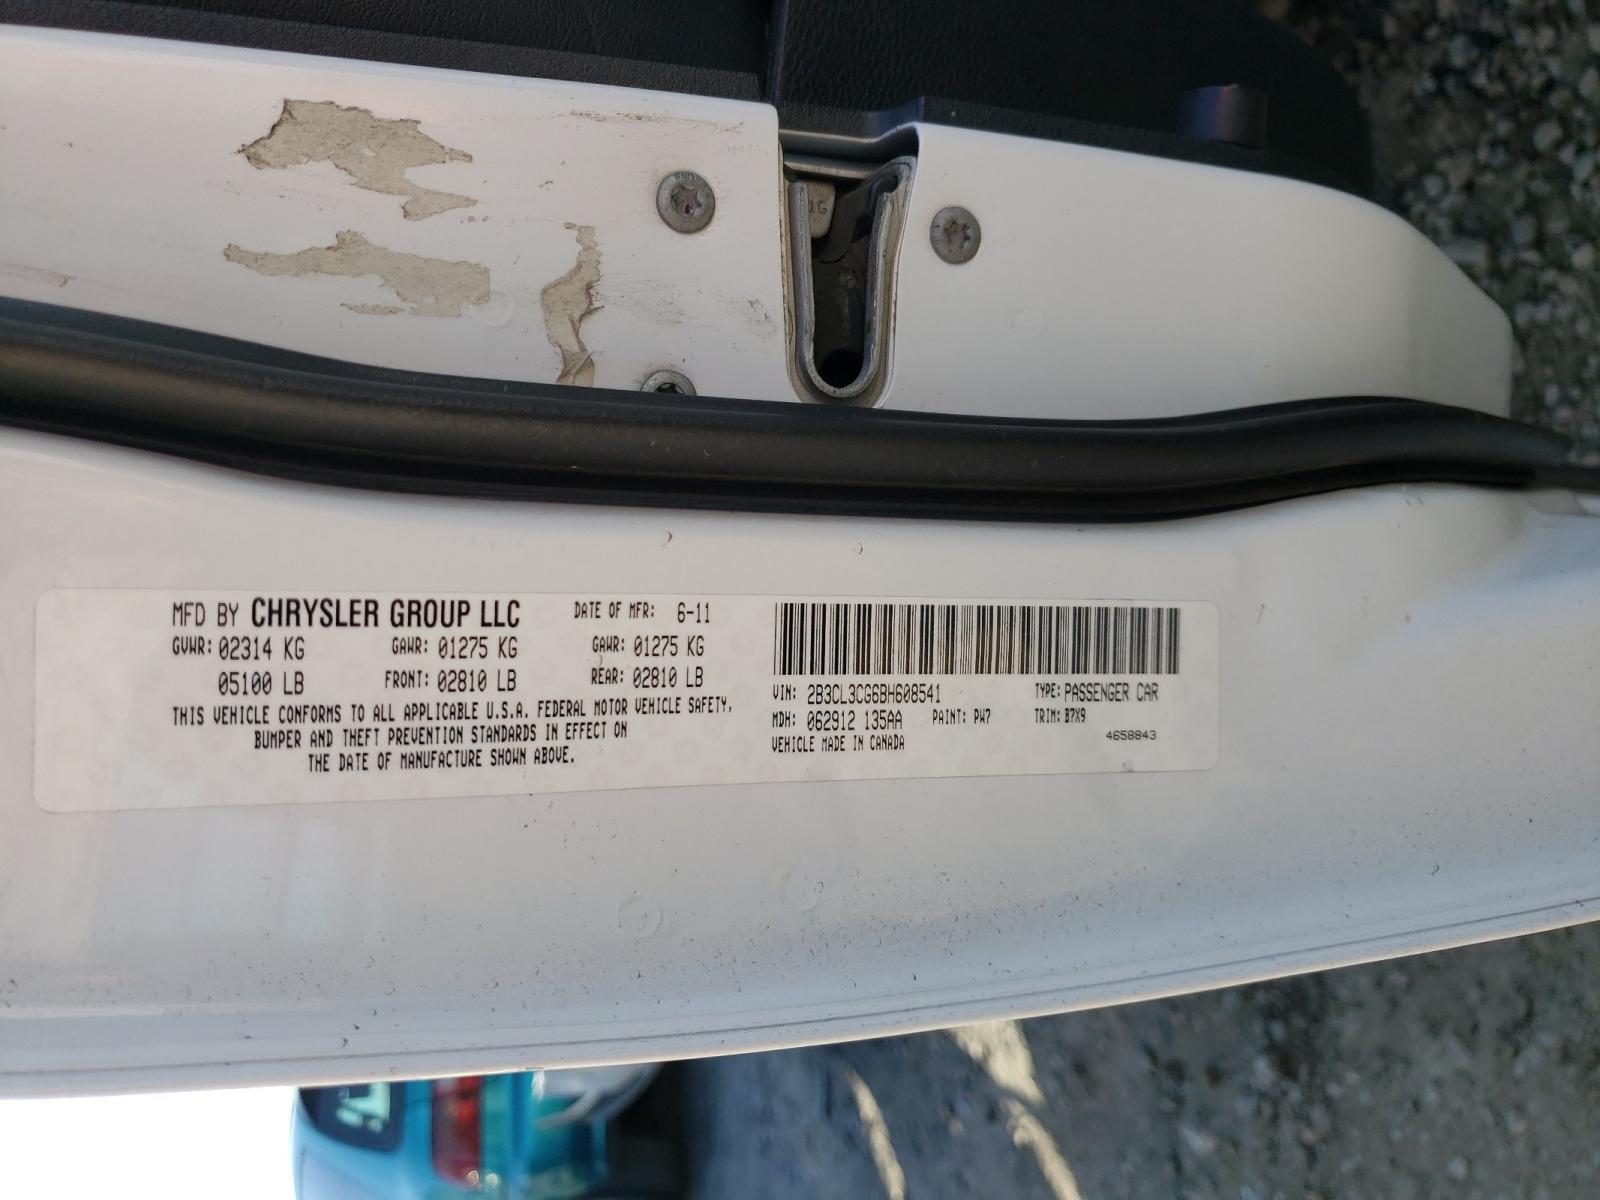 MFD BY CHRYSLER GROUP LLC DATE OF MFR: 6-11
GVWR: 02314 KG GAWR: 01275 KG GAWR: 01275 KG
05100 LB FRONT: 02810 LB REAR: 02810 LB
THIS VEHICLE CONFORMS TO ALL APPLICABLE U.S.A. FEDERAL MOTOR VEHICLE SAFETY,
BUMPER AND THEFT PREVENTION STANDARDS IN EFFECT ON
THE DATE OF MANUFACTURE SHOWN ABOVE.
VIN: 2B3CL3CG6BH608541 TYPE: PASSENGER CAR
MDH: 062912 135AA PAINT: PW7 TRIM: B7X9
VEHICLE MADE IN CANADA 4658843